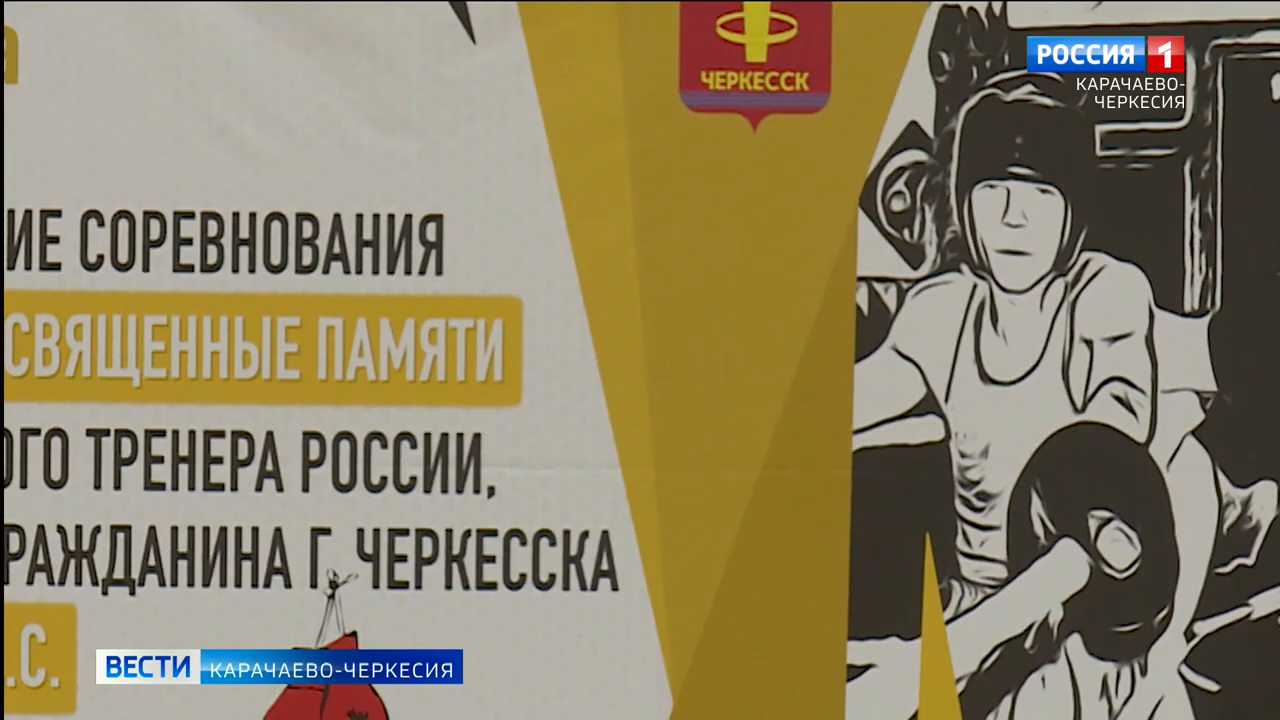 ЧЕРКЕССК
РОССИЯ 1
КАРАЧАЕВО-
ЧЕРКЕСИЯ
ИЕ СОРЕВНОВАНИЯ
СВЯЩЕННЫЕ ПАМЯТИ
ОГО ТРЕНЕРА РОССИИ,
РАЖДАНИНА Г. ЧЕРКЕССКА
.С.
ВЕСТИ КАРАЧАЕВО-ЧЕРКЕСИЯ